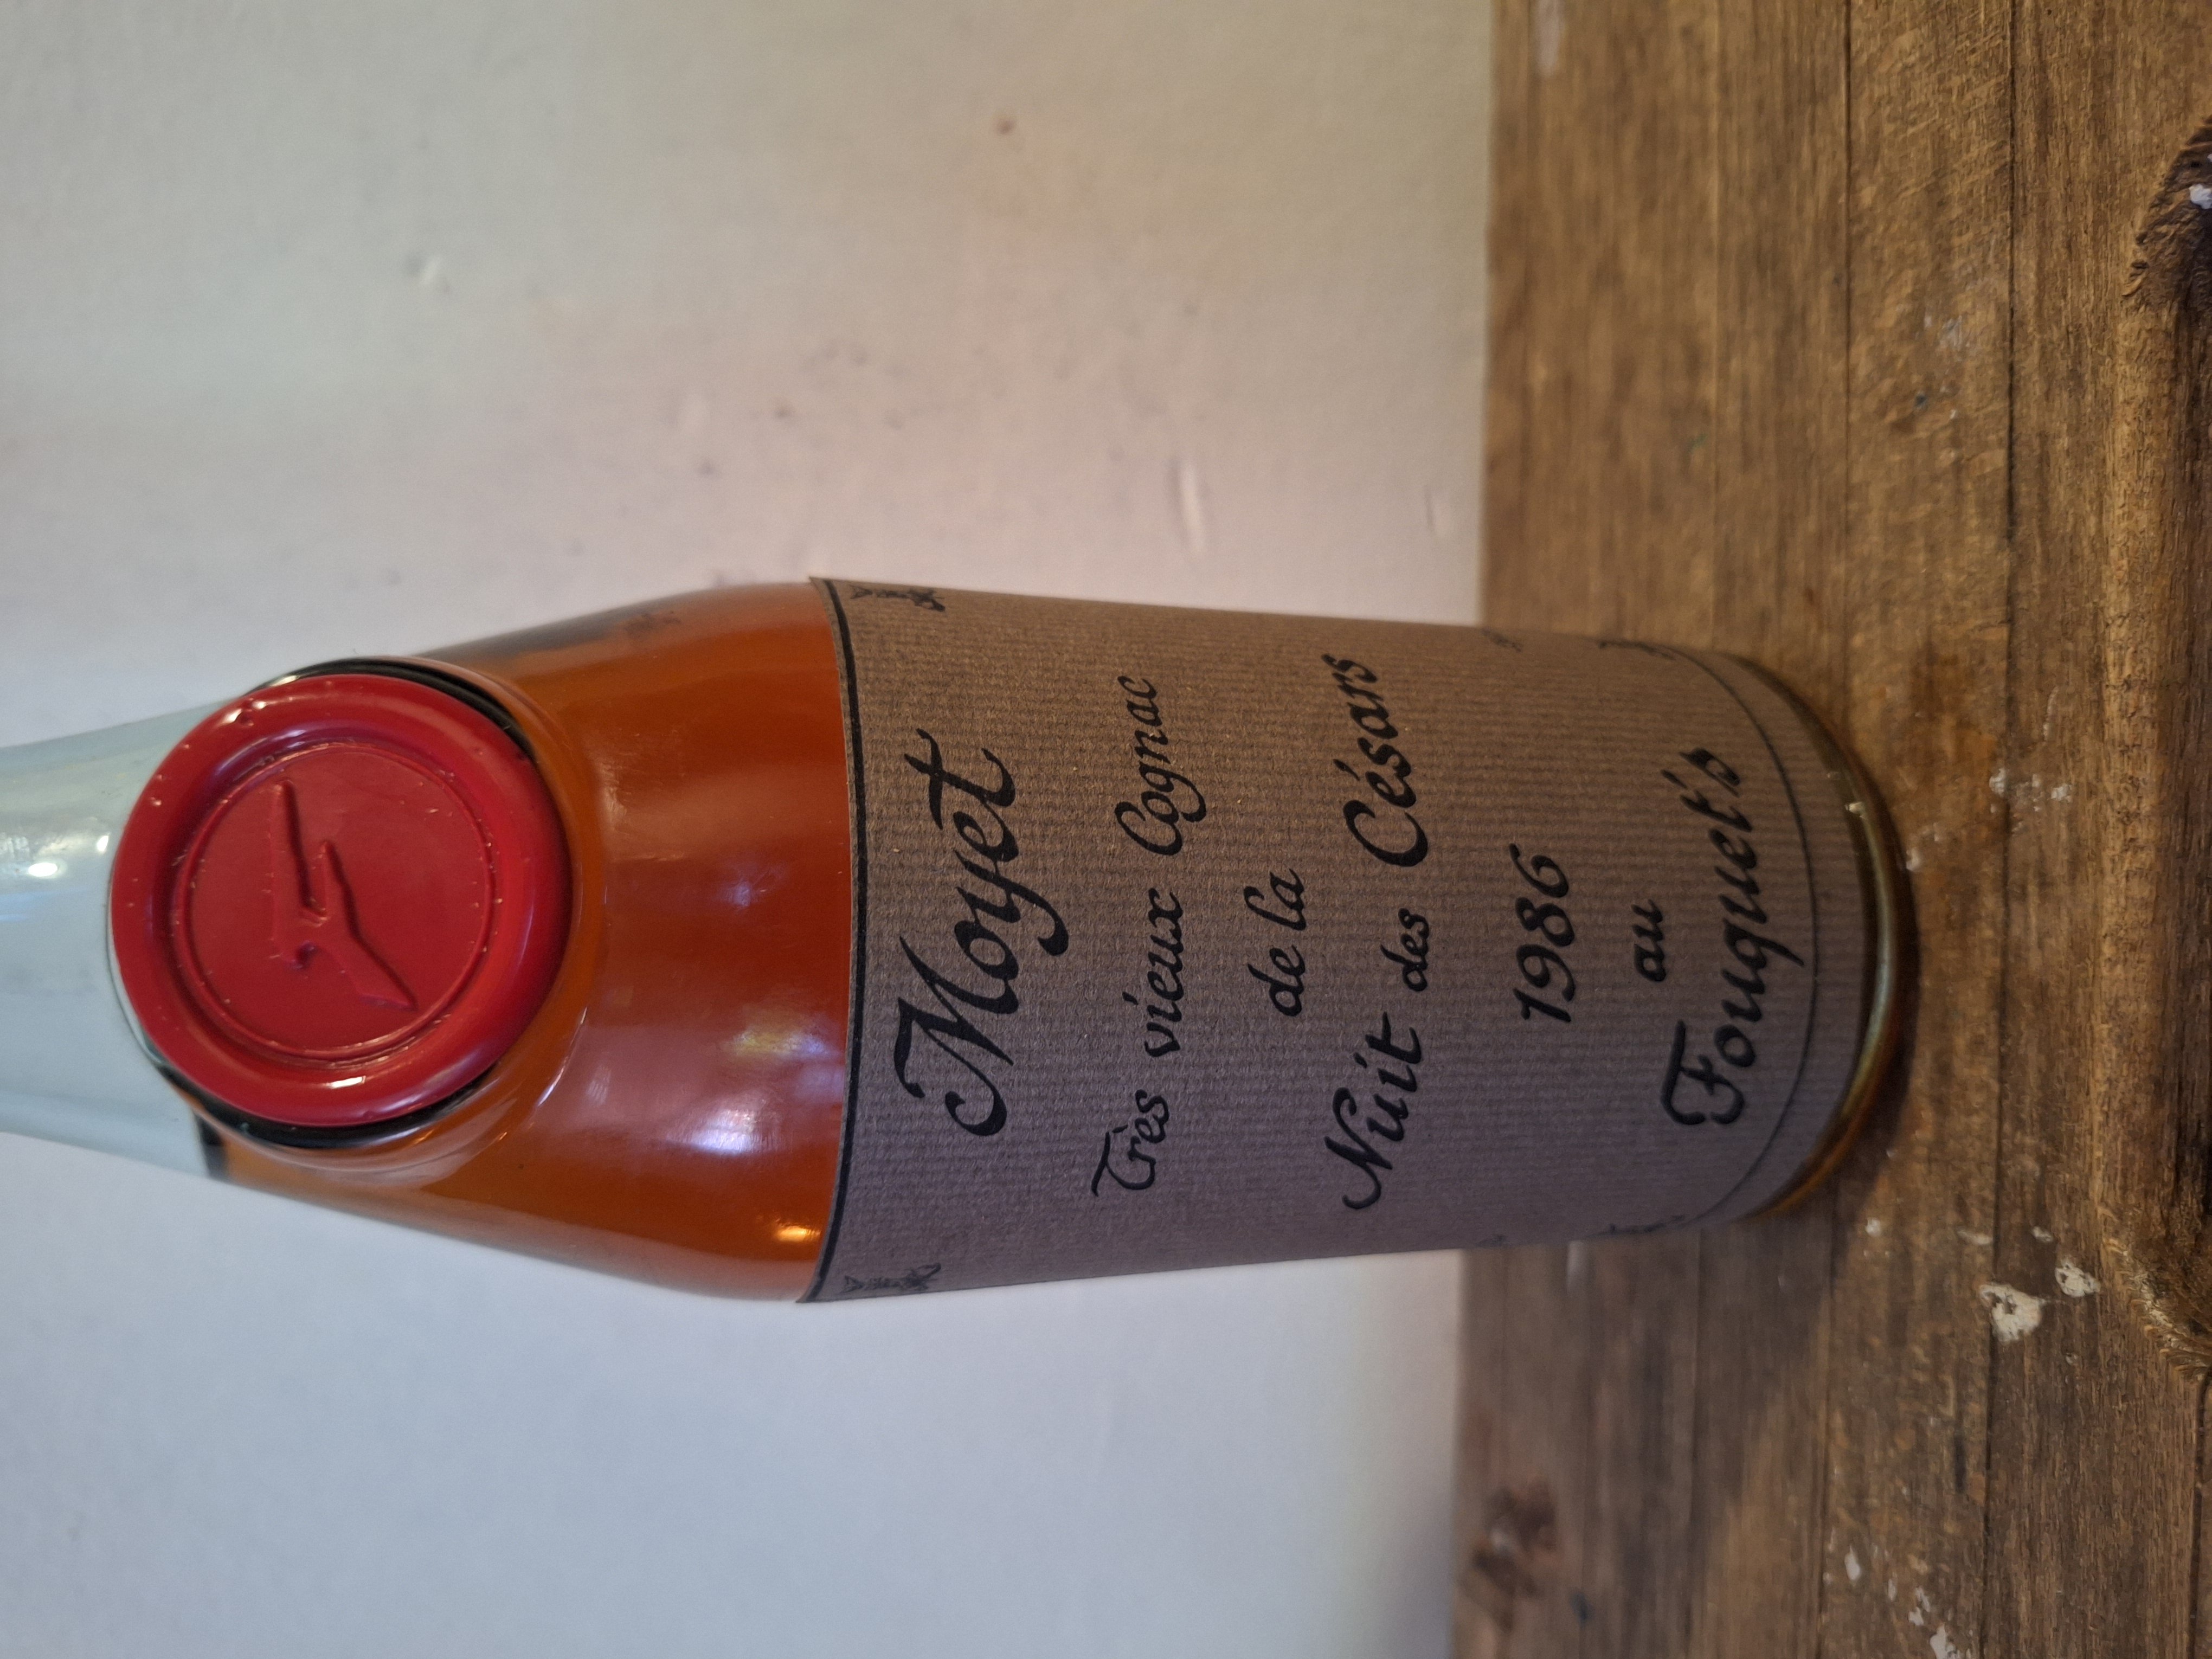 Moyet
Très vieux Cognac
de la
Nuit des Césars
1986
au
Fouquet's